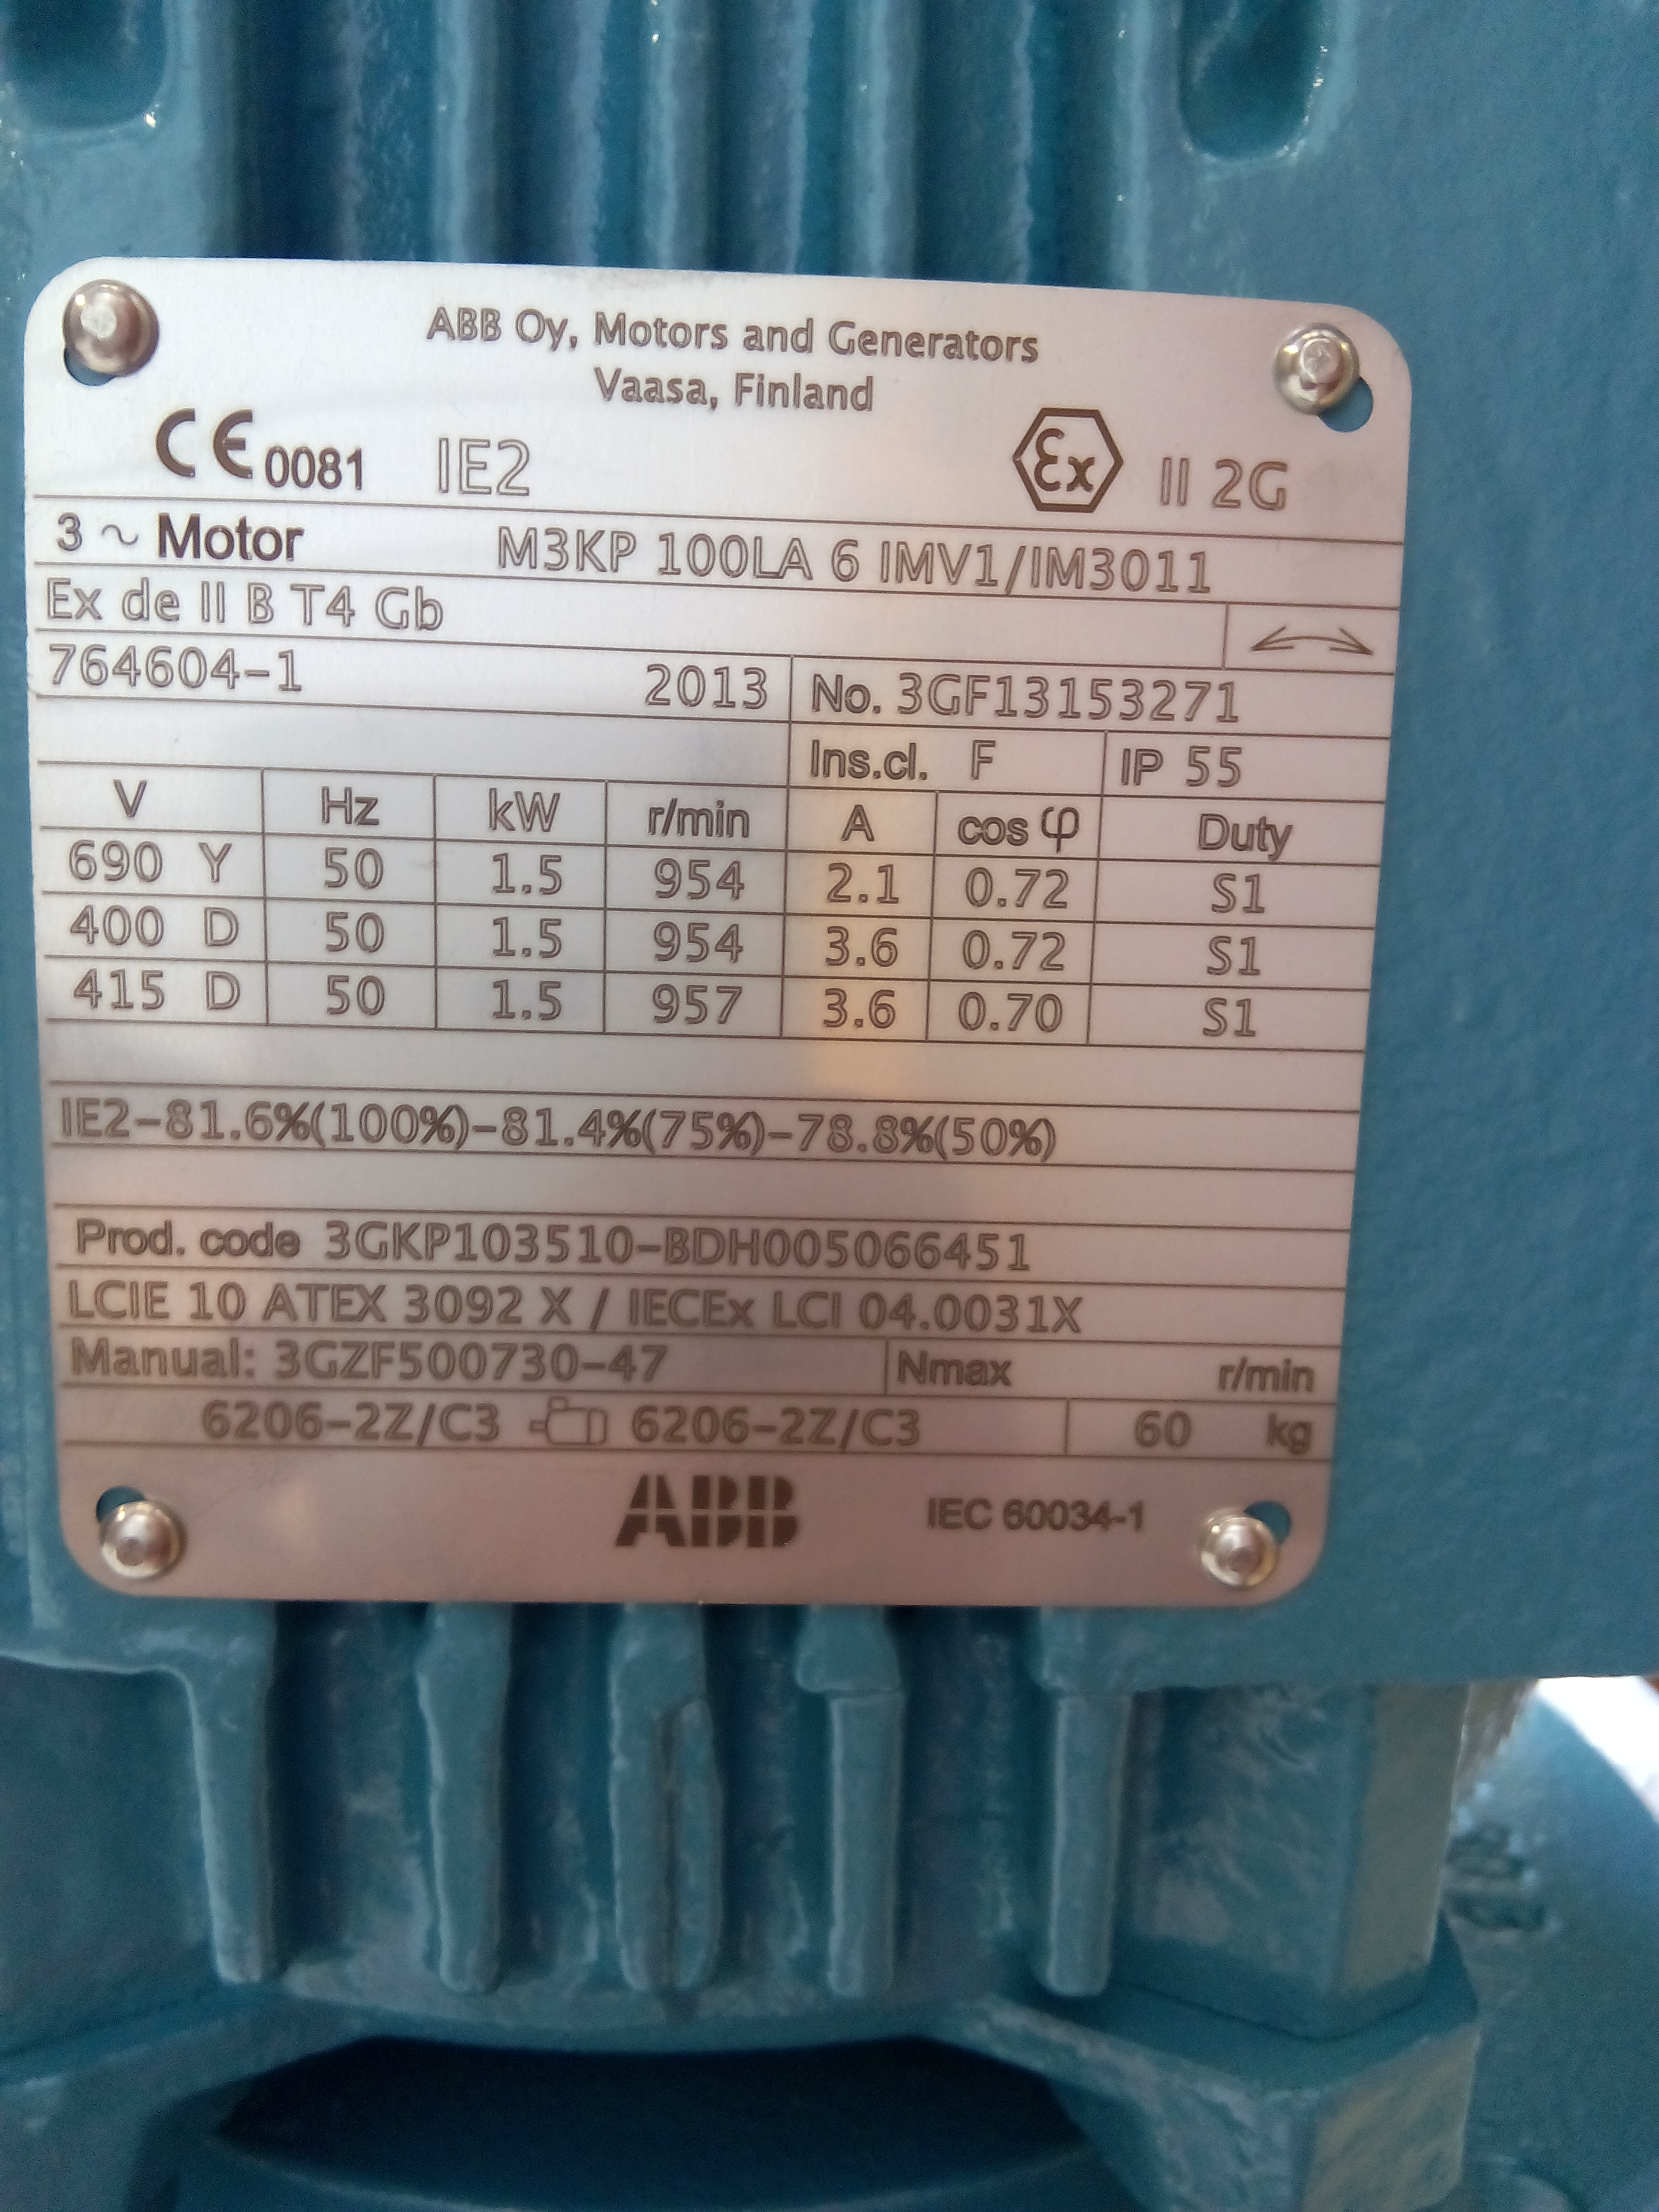 ABB Oy, Motors and Generators
Vaasa, Finland
CE 0081 IE2 Ex II 2G
3 ~ Motor M3KP 100LA 6 IMV1/IM3011
Ex de II B T4 Gb
764604-1 2013 No. 3GF13153271
Ins.cl. F IP 55
V Hz kW r/min A cos φ Duty
690 Y 50 1.5 954 2.1 0.72 S1
400 D 50 1.5 954 3.6 0.72 S1
415 D 50 1.5 957 3.6 0.70 S1
IE2-81.6%(100%)-81.4%(75%)-78.8%(50%)
Prod. code 3GKP103510-BDH005066451
LCIE 10 ATEX 3092 X / IECEx LCI 04.0031X
Manual: 3GZF500730-47 Nmax r/min
6206-2Z/C3 6206-2Z/C3 60 kg
ABB IEC 60034-1